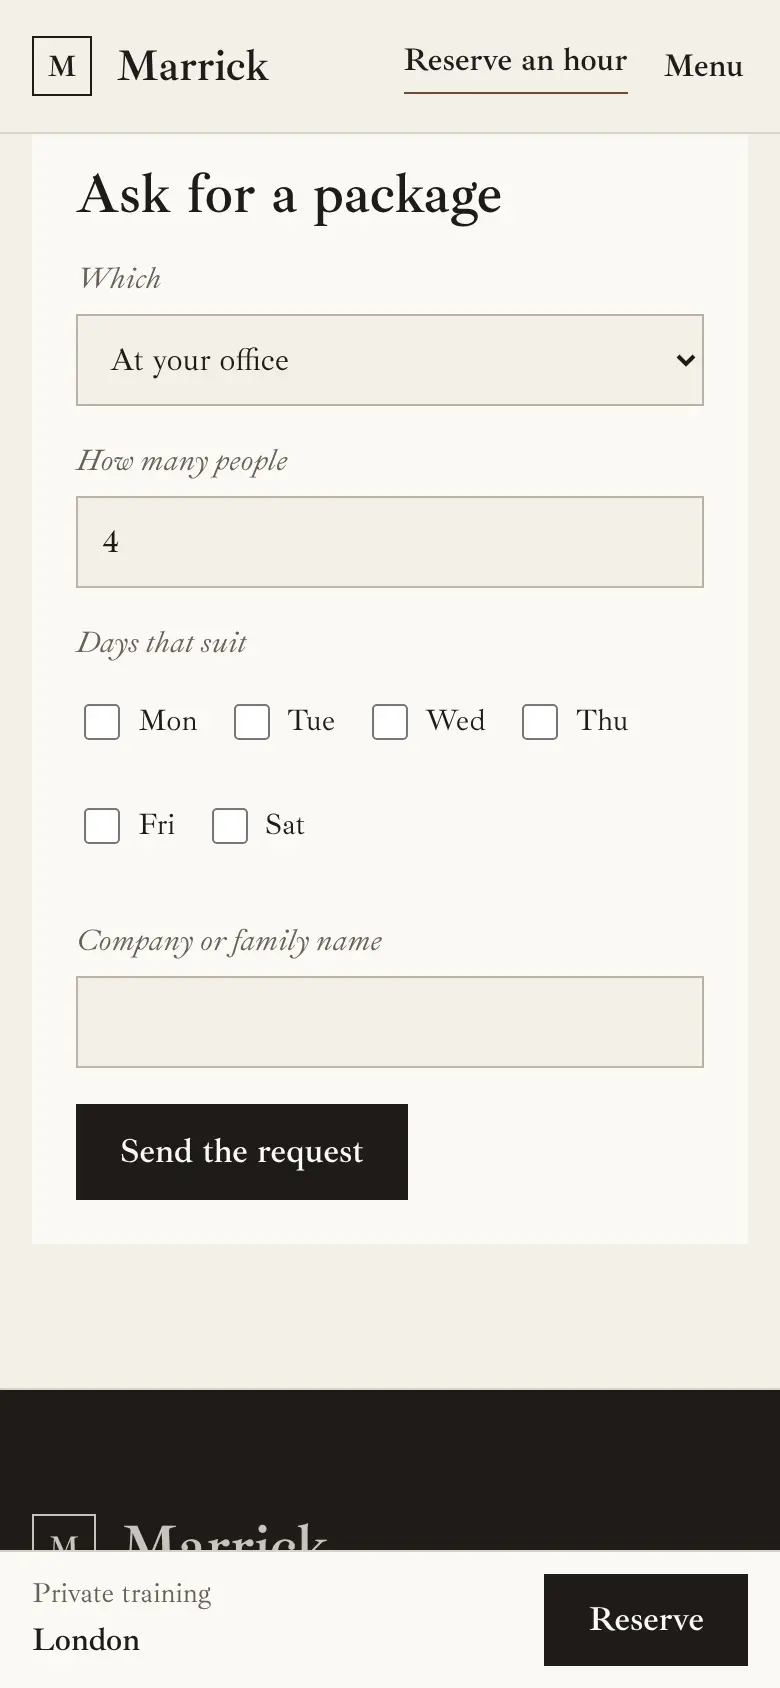 M Marrick Reserve an hour Menu
Ask for a package
Which
At your office
How many people
4
Days that suit
Mon Tue Wed Thu
Fri Sat
Company or family name
Send the request
M Marrick
Private training
London
Reserve